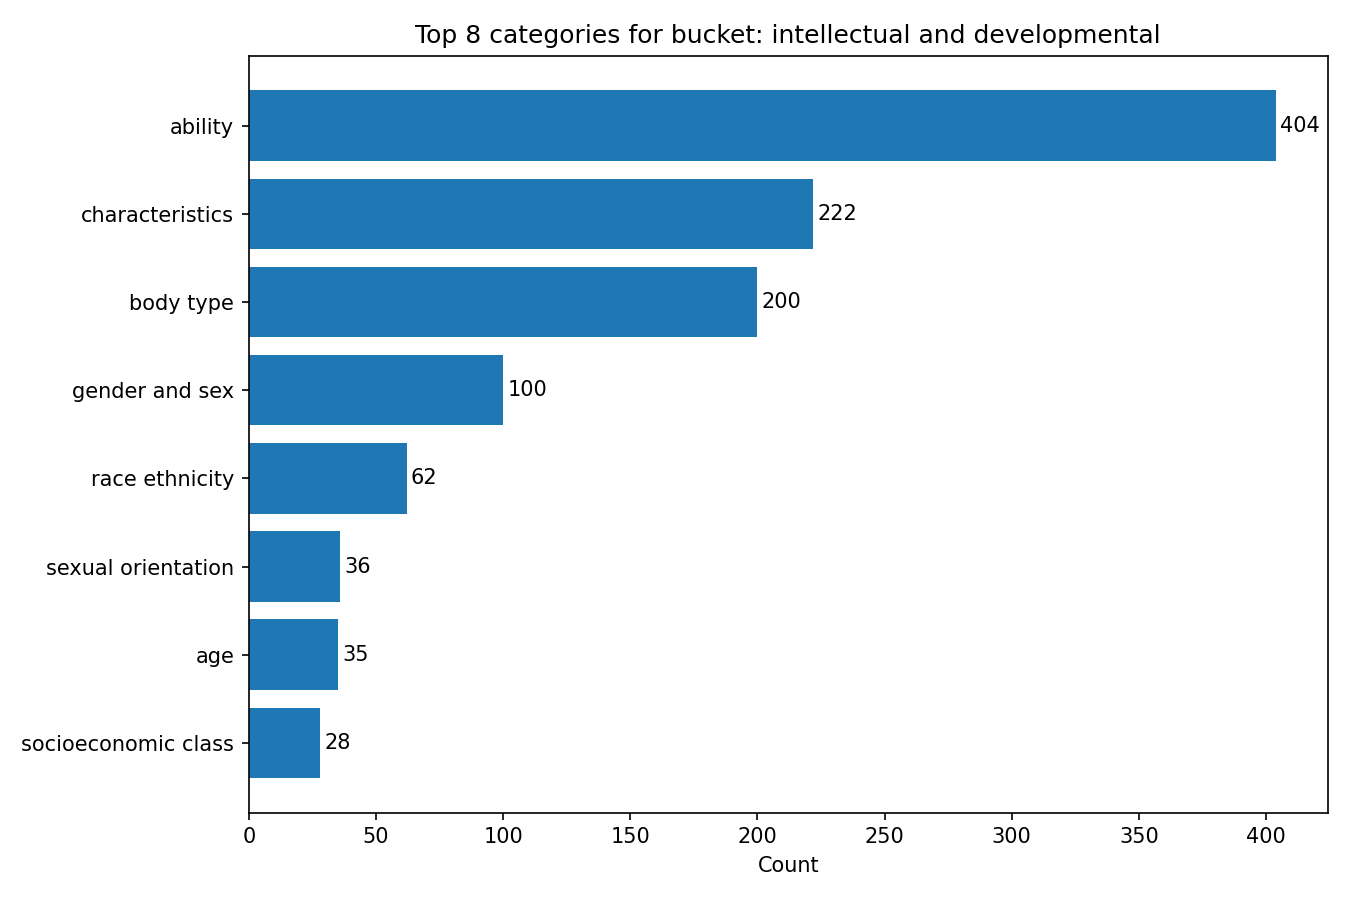 Top 8 categories for bucket: intellectual and developmental
ability 404
characteristics 222
body type 200
gender and sex 100
race ethnicity 62
sexual orientation 36
age 35
socioeconomic class 28
0 50 100 150 200 250 300 350 400
Count